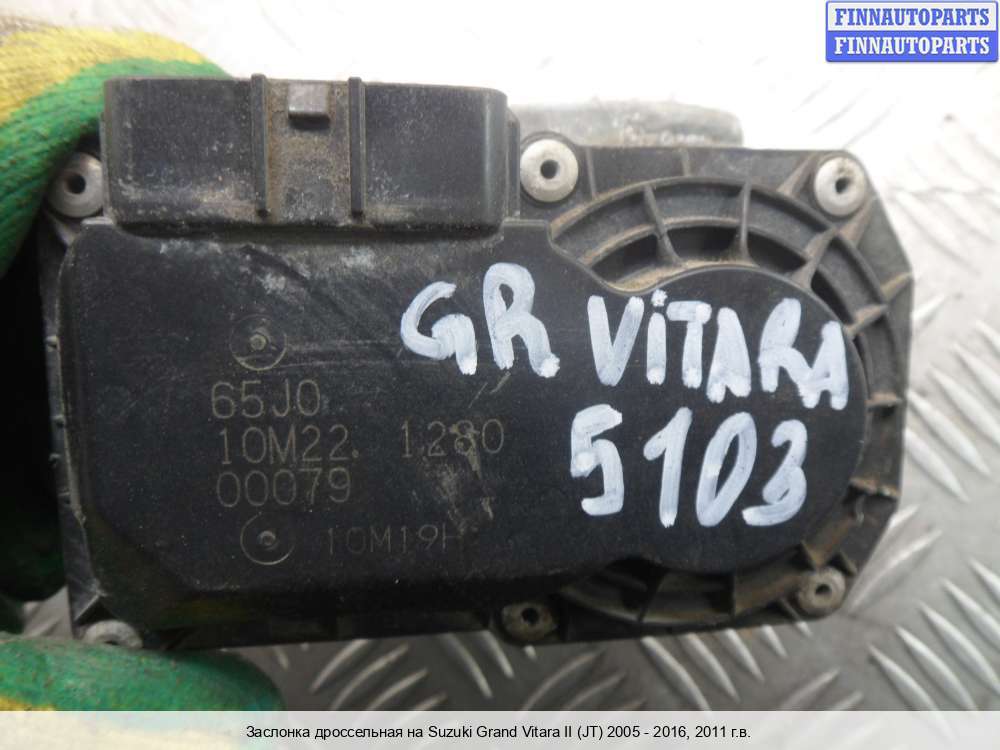 FINNAUTOPARTS
FINNAUTOPARTS
GR VITARA
5103
65J0
10M22. 1280
00079
10M19H
Заслонка дроссельная на Suzuki Grand Vitara II (JT) 2005 - 2016, 2011 г.в.